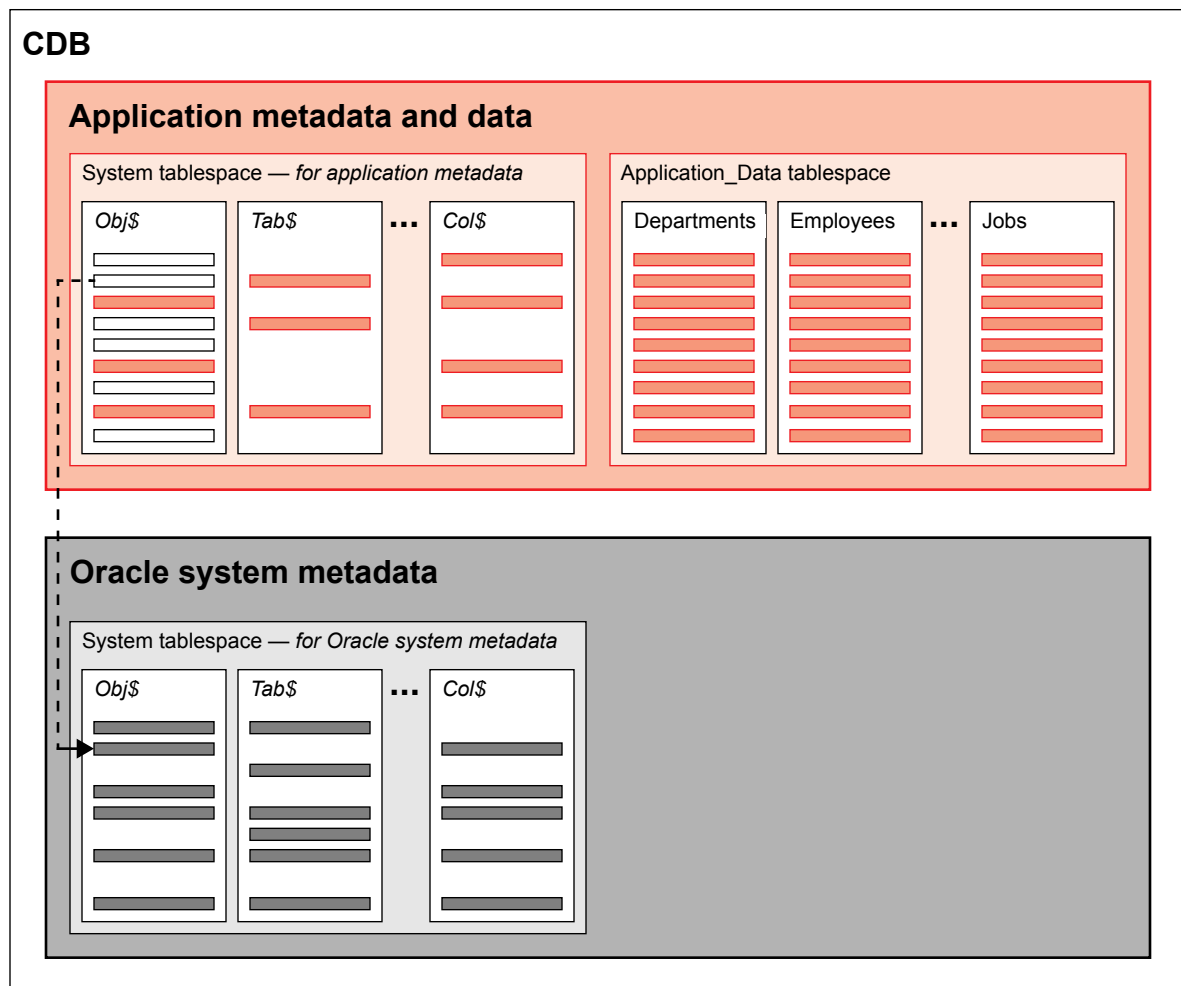 CDB
Application metadata and data
System tablespace — for application metadata
Obj$ Tab$ ... Col$
Application_Data tablespace
Departments Employees ... Jobs
Oracle system metadata
System tablespace — for Oracle system metadata
Obj$ Tab$ ... Col$